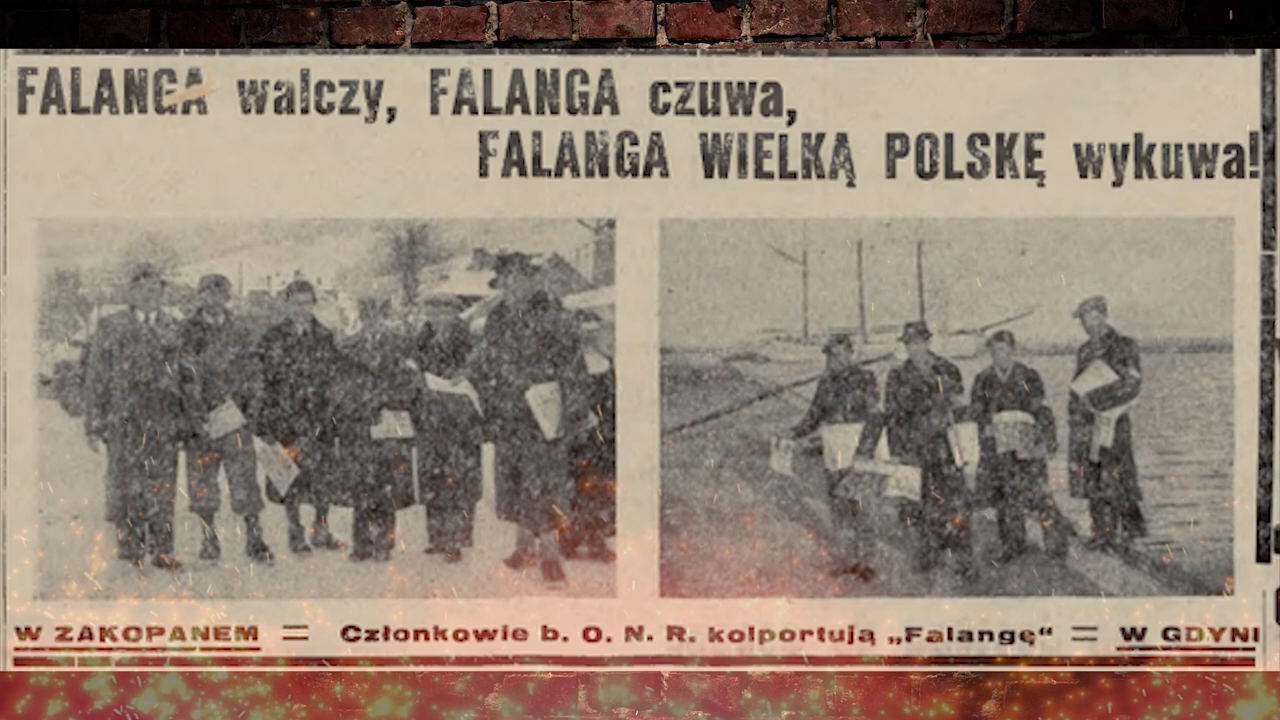 FALANGA walczy, FALANGA czuwa,
FALANGA WIELKĄ POLSKĘ wykuwa!
W ZAKOPANEM = Członkowie b. O. N. R. kolportują „Falangę“ = W GDYNI